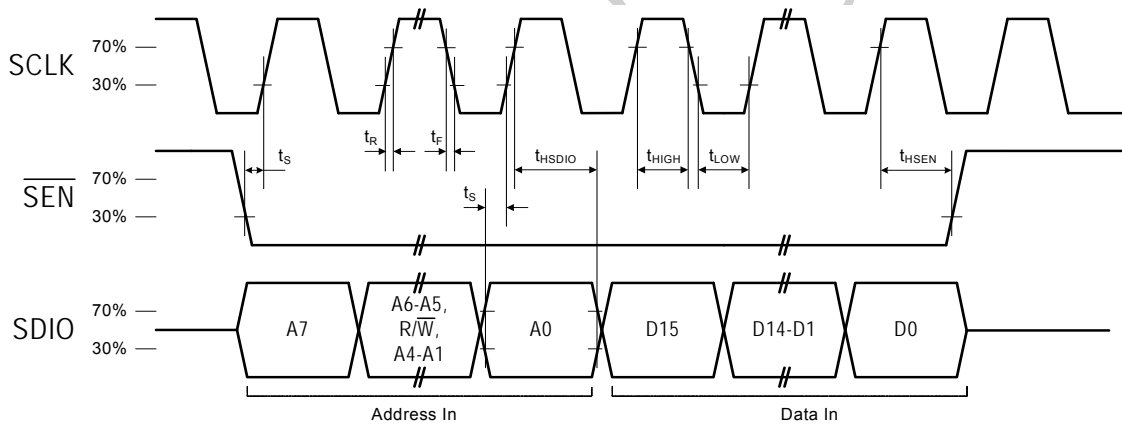 SCLK
70%
30%
tR
tF
tS
tHSDIO
tHIGH
tLOW
tHSEN
SEN
70%
30%
tS
SDIO
70%
30%
A7
A6-A5,
R/W,
A4-A1
A0
D15
D14-D1
D0
Address In
Data In